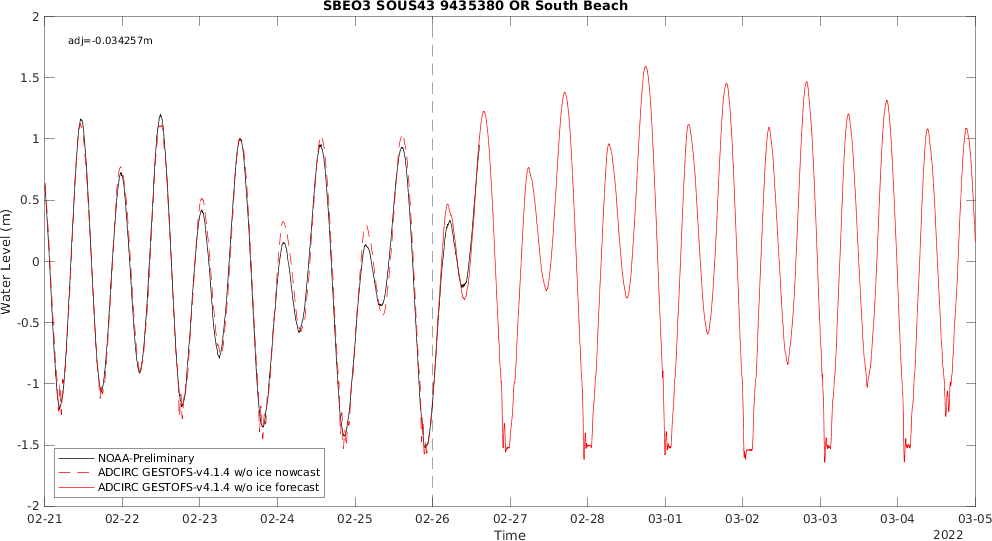 SBEO3 SOUS43 9435380 OR South Beach
adj=-0.034257m
2
1.5
1
0.5
0
-0.5
-1
-1.5
-2
Water Level (m)
NOAA-Preliminary
ADCIRC GESTOFS-v4.1.4 w/o ice nowcast
ADCIRC GESTOFS-v4.1.4 w/o ice forecast
02-21 02-22 02-23 02-24 02-25 02-26 02-27 02-28 03-01 03-02 03-03 03-04 03-05
Time
2022